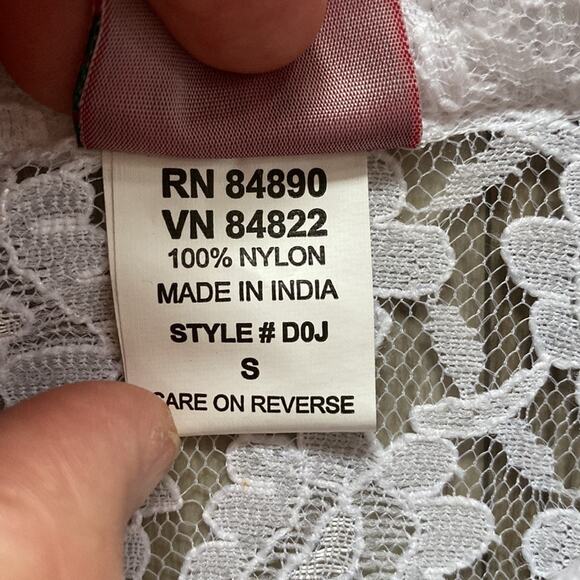 RN 84890
VN 84822
100% NYLON
MADE IN INDIA
STYLE # D0J
S
CARE ON REVERSE